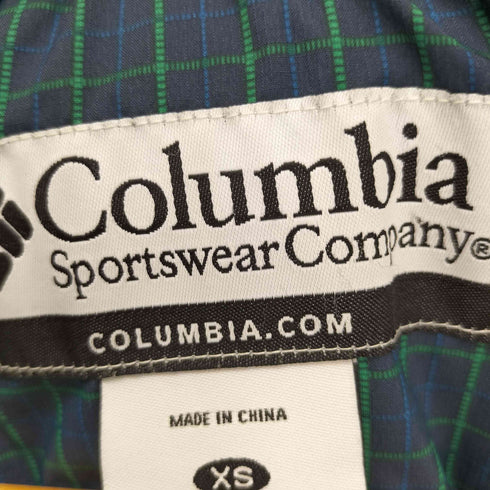 Columbia
Sportswear Company®
COLUMBIA.COM
MADE IN CHINA
XS